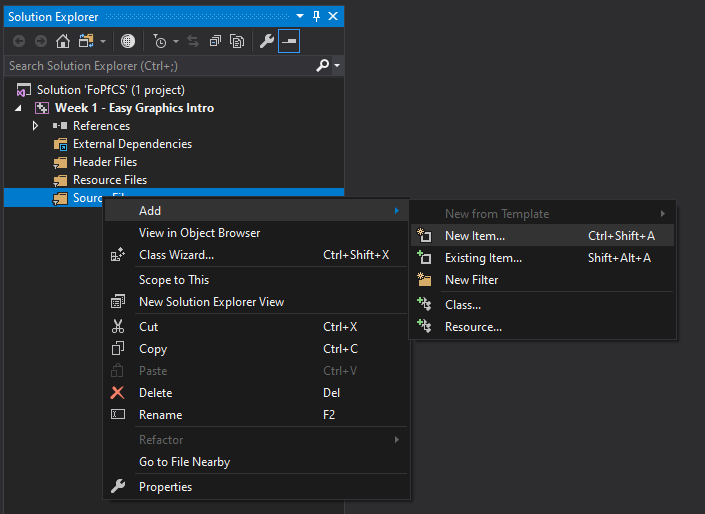 Solution Explorer
Search Solution Explorer (Ctrl+;)
Solution 'FoPfCS' (1 project)
Week 1 - Easy Graphics Intro
References
External Dependencies
Header Files
Resource Files
Add
View in Object Browser
Class Wizard... Ctrl+Shift+X
Scope to This
New Solution Explorer View
Cut Ctrl+X
Copy Ctrl+C
Paste Ctrl+V
Delete Del
Rename F2
Refactor
Go to File Nearby
Properties
New from Template
New Item... Ctrl+Shift+A
Existing Item... Shift+Alt+A
New Filter
Class...
Resource...